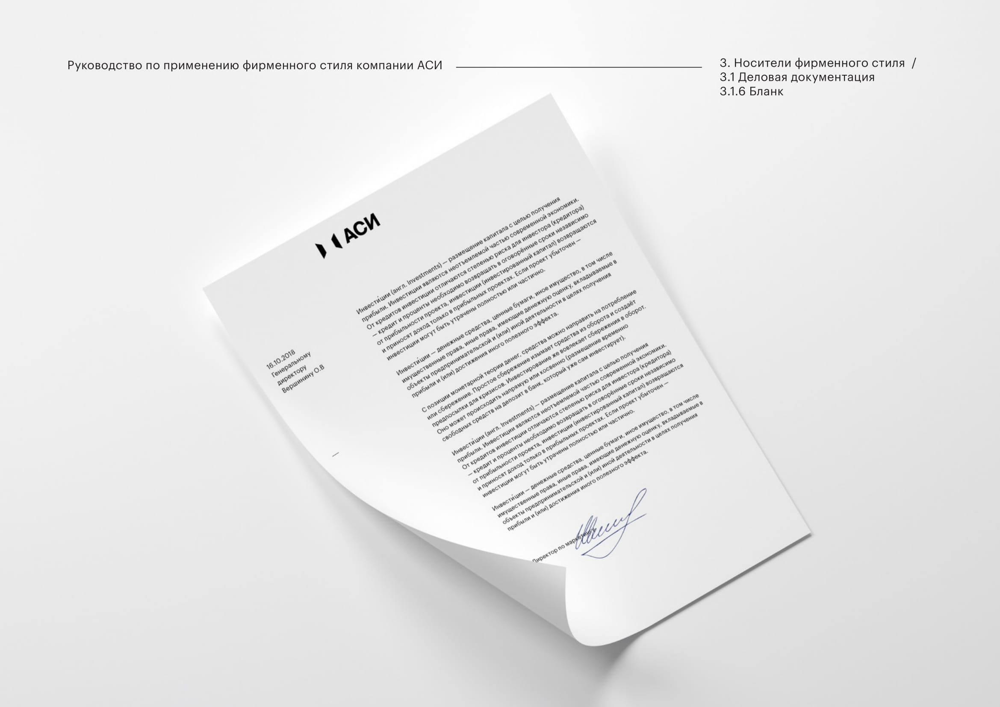 Руководство по применению фирменного стиля компании АСИ
3. Носители фирменного стиля /
3.1 Деловая документация
3.1.6 Бланк
АСИ
16.10.2018
Генеральному
директору
Вершинину О.В
—
Инвести́ции (англ. Investments) — размещение капитала с целью получения
прибыли. Инвестиции являются неотъемлемой частью современной экономики.
От кредитов инвестиции отличаются степенью риска для инвестора (кредитора)
— кредит и проценты необходимо возвращать в оговорённые сроки независимо
от прибыльности проекта, инвестиции (инвестированный капитал) возвращаются
и приносят доход только в прибыльных проектах. Если проект убыточен —
инвестиции могут быть утрачены полностью или частично.
Инвести́ции — денежные средства, ценные бумаги, иное имущество, в том числе
имущественные права, иные права, имеющие денежную оценку, вкладываемые в
объекты предпринимательской и (или) иной деятельности в целях получения
прибыли и (или) достижения иного полезного эффекта.
С позиции монетарной теории денег, средства можно направить на потребление
или сбережение. Простое сбережение изымает средства из оборота и создаёт
предпосылки для кризисов. Инвестирование же вовлекает сбережения в оборот.
Оно может происходить напрямую или косвенно (размещение временно
свободных средств на депозит в банк, который уже сам инвестирует).
Инвести́ции (англ. Investments) — размещение капитала с целью получения
прибыли. Инвестиции являются неотъемлемой частью современной экономики.
От кредитов инвестиции отличаются степенью риска для инвестора (кредитора)
— кредит и проценты необходимо возвращать в оговорённые сроки независимо
от прибыльности проекта, инвестиции (инвестированный капитал) возвращаются
и приносят доход только в прибыльных проектах. Если проект убыточен —
инвестиции могут быть утрачены полностью или частично.
Инвести́ции — денежные средства, ценные бумаги, иное имущество, в том числе
имущественные права, иные права, имеющие денежную оценку, вкладываемые в
объекты предпринимательской и (или) иной деятельности в целях получения
прибыли и (или) достижения иного полезного эффекта.
Директор по маркетингу